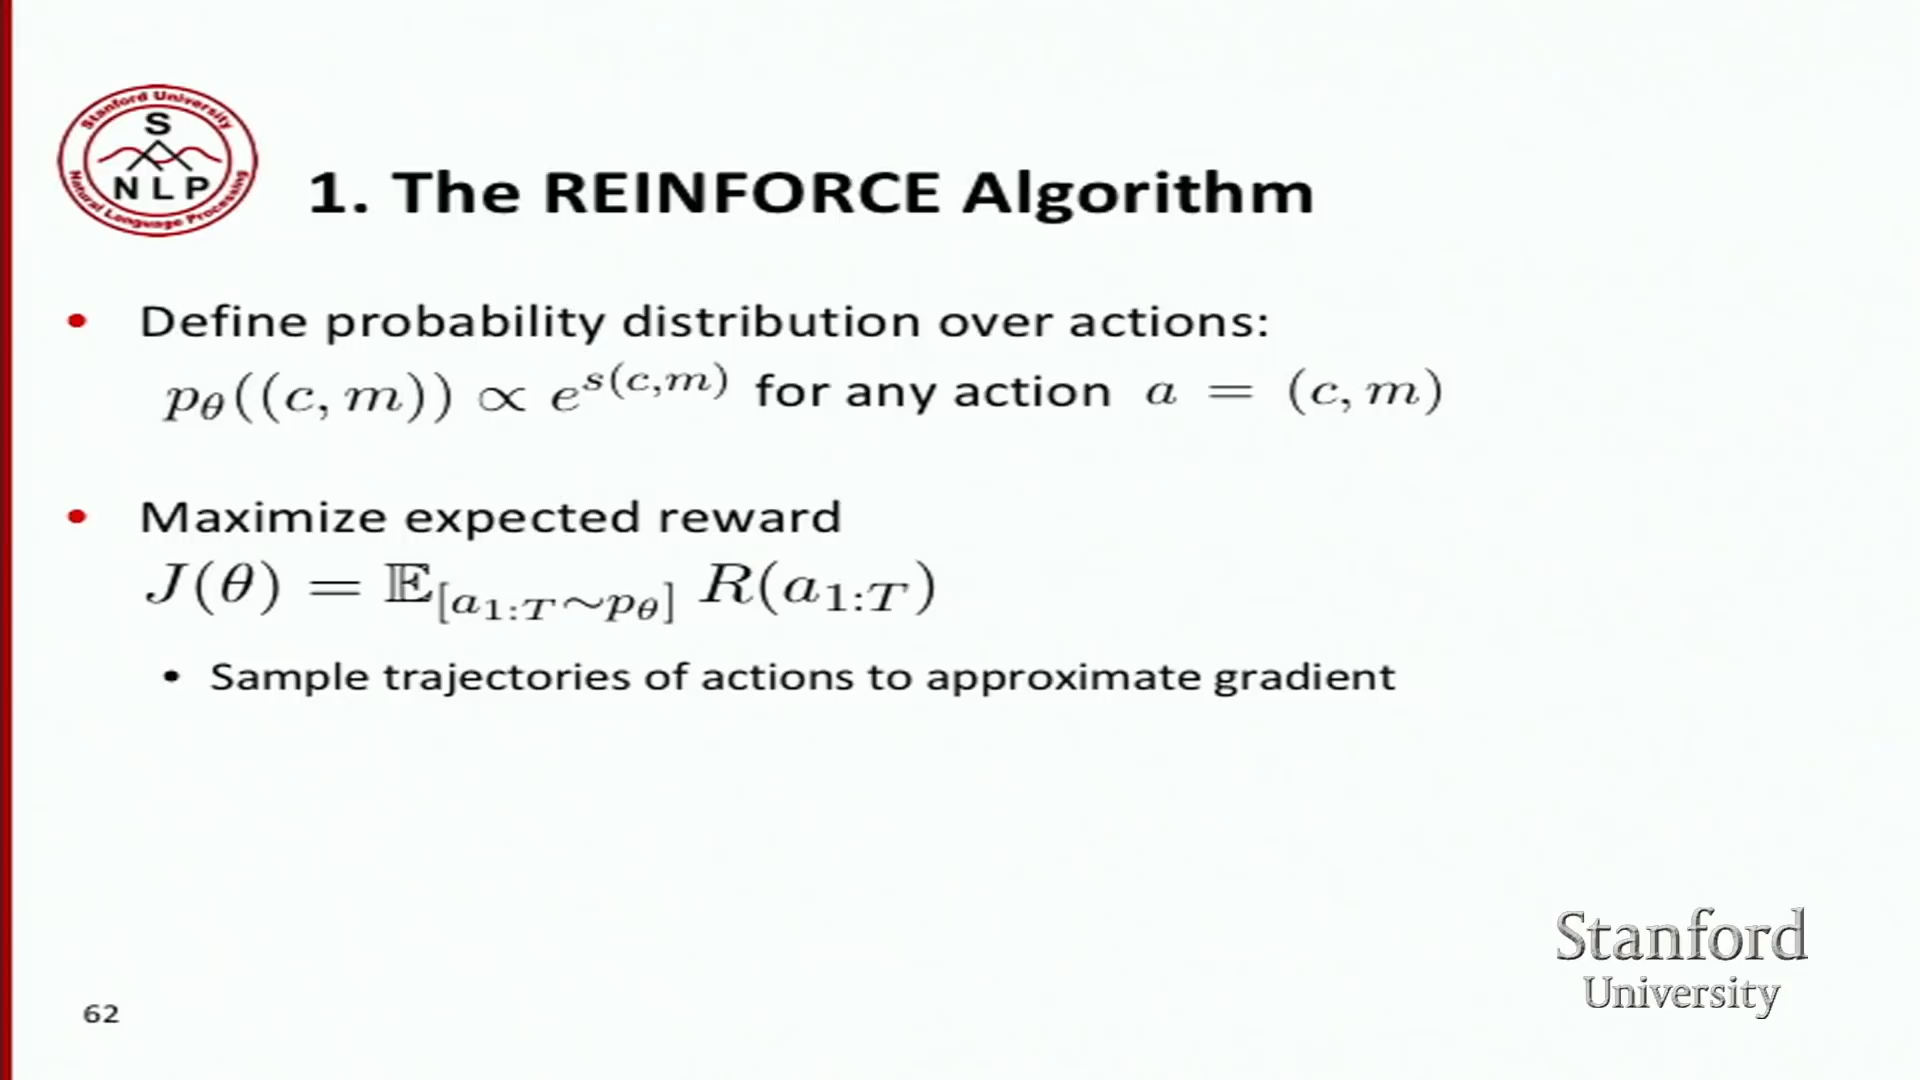 Stanford University
S
N L P
Natural Language Processing
1. The REINFORCE Algorithm
• Define probability distribution over actions:
p_θ((c, m)) ∝ e^{s(c,m)} for any action a = (c, m)
• Maximize expected reward
J(θ) = 𝔼_{[a_{1:T}∼p_θ]} R(a_{1:T})
• Sample trajectories of actions to approximate gradient
Stanford
University
62